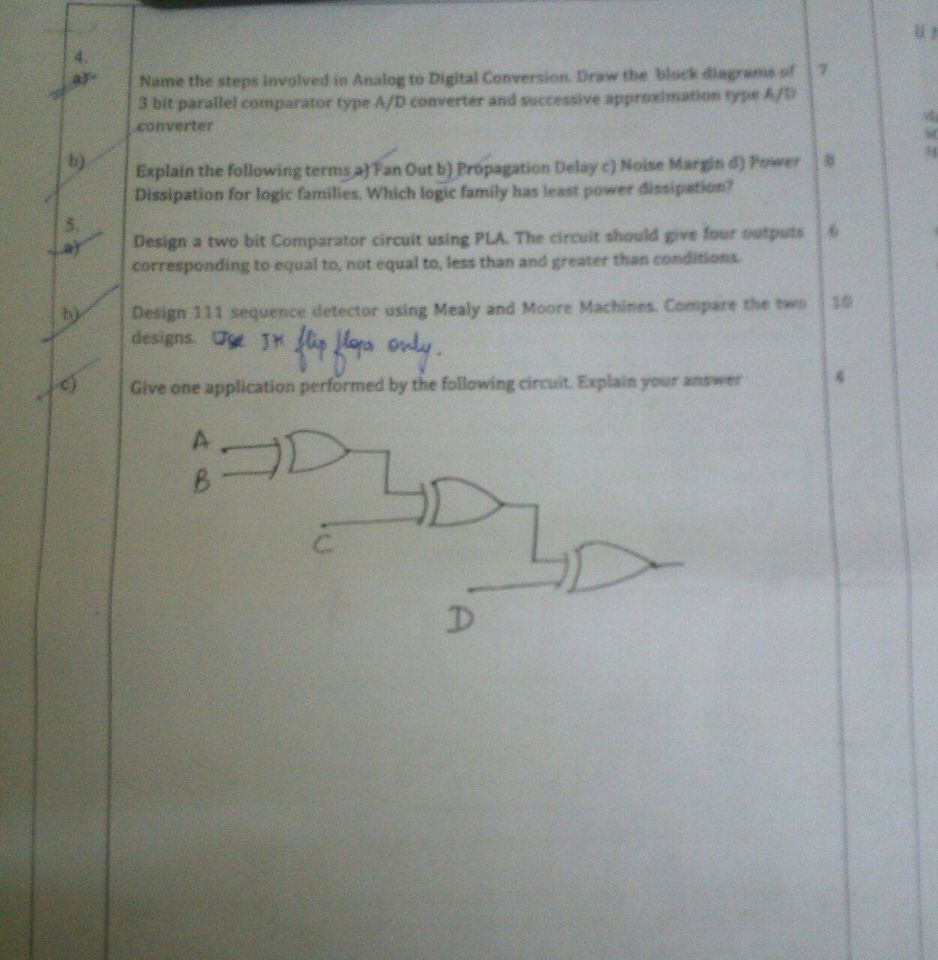 4.
a) Name the steps involved in Analog to Digital Conversion. Draw the block diagrams of 7
3 bit parallel comparator type A/D converter and successive approximation type A/D
converter
b) Explain the following terms a) Fan Out b) Propagation Delay c) Noise Margin d) Power 8
Dissipation for logic families. Which logic family has least power dissipation?
5.
a) Design a two bit Comparator circuit using PLA. The circuit should give four outputs 6
corresponding to equal to, not equal to, less than and greater than conditions.
b) Design 111 sequence detector using Mealy and Moore Machines. Compare the two 10
designs. Use JK flip flops only.
c) Give one application performed by the following circuit. Explain your answer 4
A
B
C
D